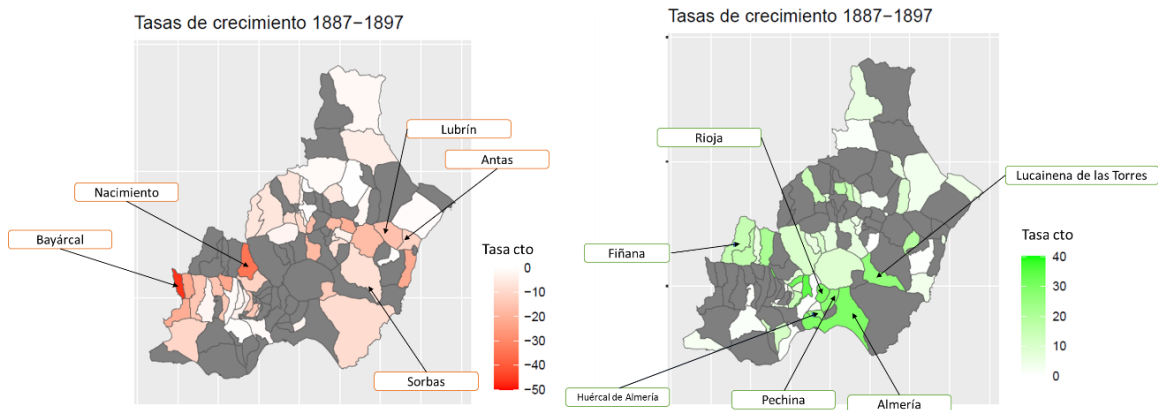 Tasas de crecimiento 1887−1897
Lubrín
Antas
Nacimiento
Bayárcal
Sorbas
Tasa cto
0
−10
−20
−30
−40
−50
Tasas de crecimiento 1887−1897
Rioja
Lucainena de las Torres
Fiñana
Huércal de Almería
Pechina
Almería
Tasa cto
40
30
20
10
0